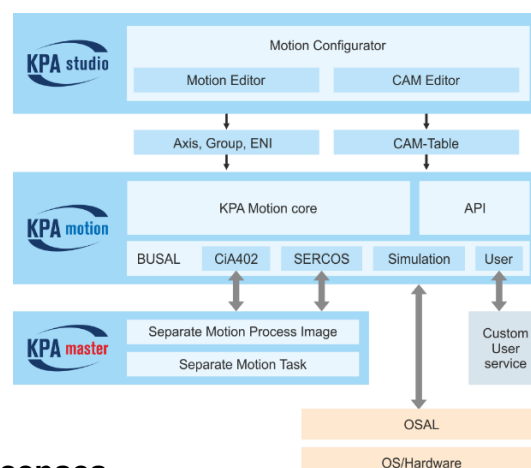 KPA studio
Motion Configurator
Motion Editor
CAM Editor
Axis, Group, ENI
CAM-Table
KPA motion
KPA Motion core
API
BUSAL
CiA402
SERCOS
Simulation
User
KPA master
Separate Motion Process Image
Separate Motion Task
Custom
User
service
OSAL
OS/Hardware